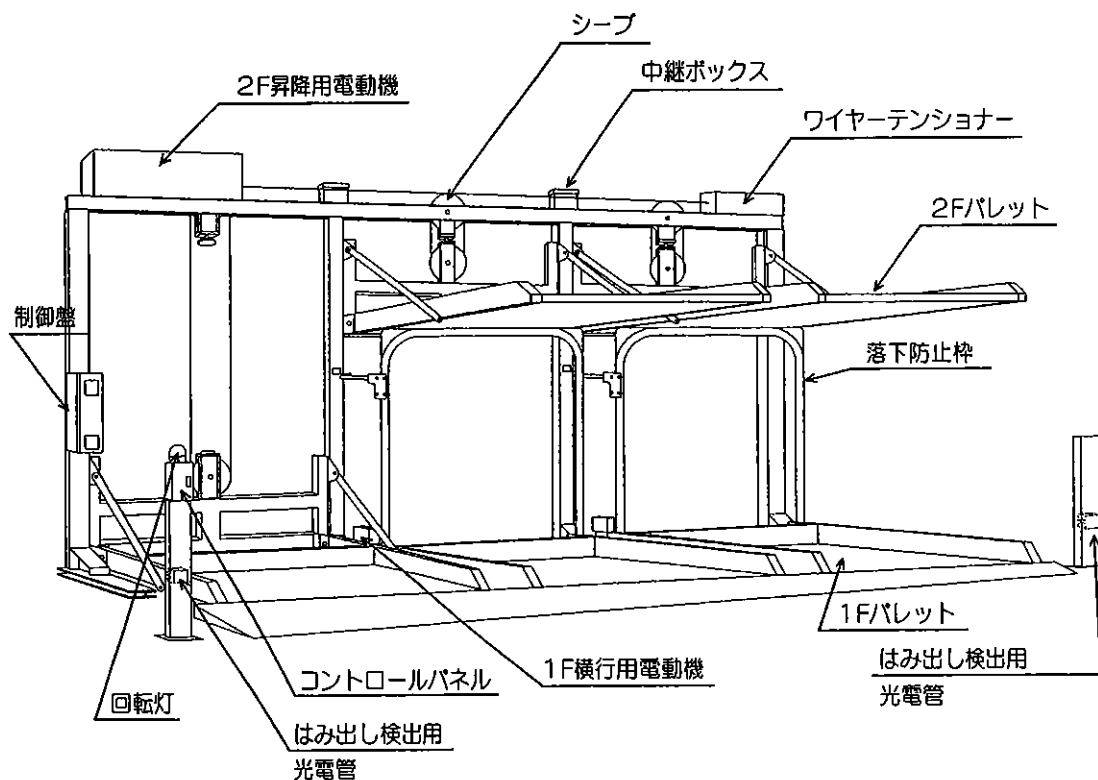 シープ
中継ボックス
2F昇降用電動機
ワイヤーテンショナー
2Fパレット
制御盤
落下防止枠
1Fパレット
はみ出し検出用
光電管
1F横行用電動機
コントロールパネル
回転灯
はみ出し検出用
光電管